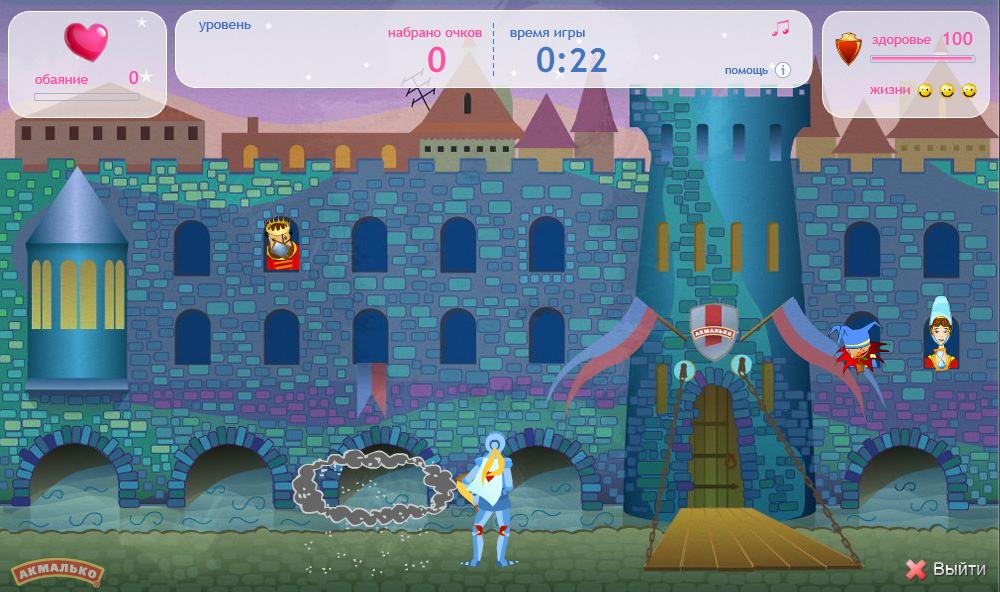 обаяние 0
уровень
набрано очков
0
время игры
0:22
помощь i
здоровье 100
жизни
АКМАЛЬКО
АКМАЛЬКО
Выйти